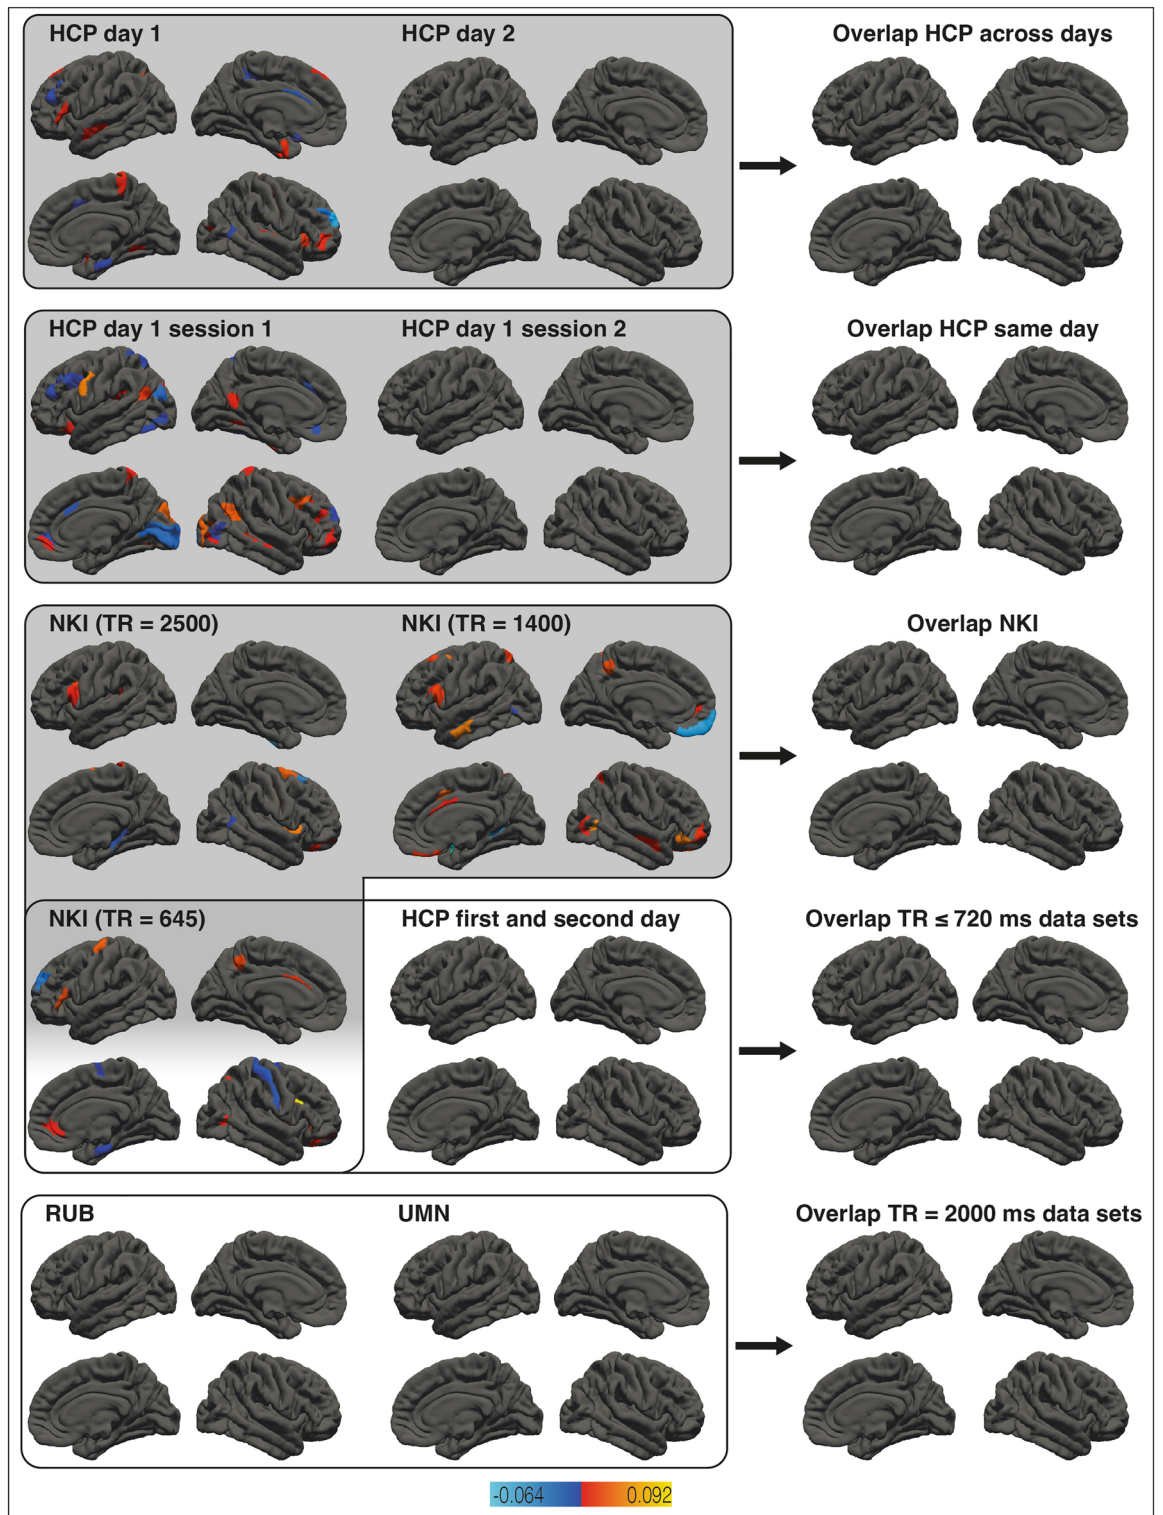 HCP day 1
HCP day 2
Overlap HCP across days
HCP day 1 session 1
HCP day 1 session 2
Overlap HCP same day
NKI (TR = 2500)
NKI (TR = 1400)
Overlap NKI
NKI (TR = 645)
HCP first and second day
Overlap TR ≤ 720 ms data sets
RUB
UMN
Overlap TR = 2000 ms data sets
-0.064
0.092